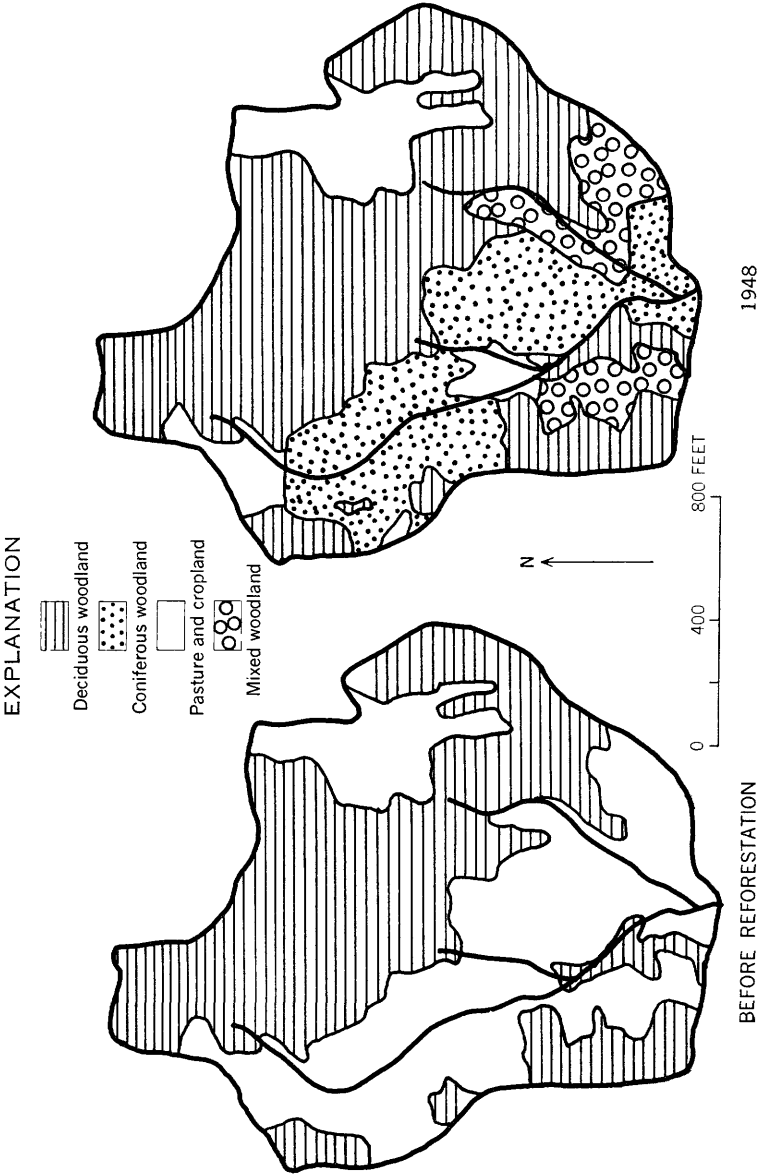 EXPLANATION
Deciduous woodland
Coniferous woodland
Pasture and cropland
Mixed woodland
N
0 400 800 FEET
BEFORE REFORESTATION
1948